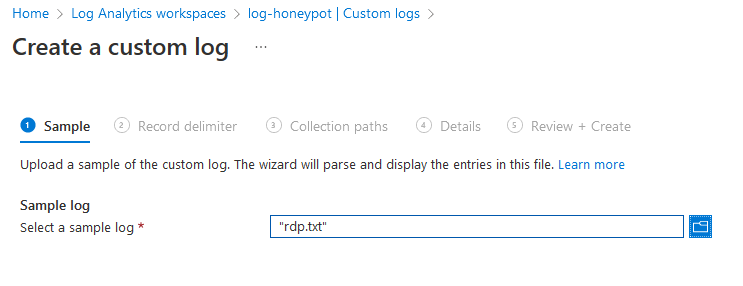 Home > Log Analytics workspaces > log-honeypot | Custom logs >
Create a custom log ...
1 Sample 2 Record delimiter 3 Collection paths 4 Details 5 Review + Create
Upload a sample of the custom log. The wizard will parse and display the entries in this file. Learn more
Sample log
Select a sample log * "rdp.txt"